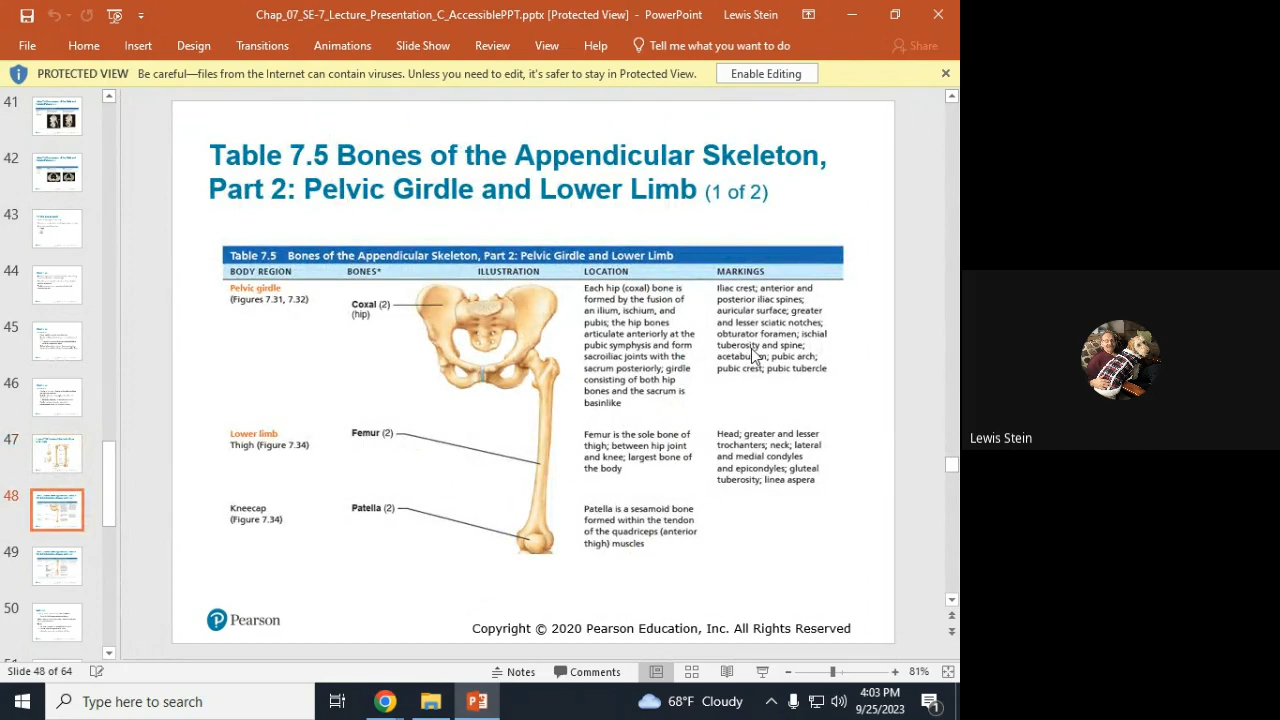 Chap_07_SE-7_Lecture_Presentation_C_AccessiblePPT.pptx [Protected View] - PowerPoint
Lewis Stein
File Home Insert Design Transitions Animations Slide Show Review View Help Tell me what you want to do Share
PROTECTED VIEW Be careful—files from the Internet can contain viruses. Unless you need to edit, it's safer to stay in Protected View. Enable Editing
41
42
43
44
45
46
47
48
49
50
Table 7.5 Bones of the Appendicular Skeleton,
Part 2: Pelvic Girdle and Lower Limb (1 of 2)
Table 7.5 Bones of the Appendicular Skeleton, Part 2: Pelvic Girdle and Lower Limb
BODY REGION BONES* ILLUSTRATION LOCATION MARKINGS
Pelvic girdle
(Figures 7.31, 7.32)
Coxal (2)
(hip)
Each hip (coxal) bone is
formed by the fusion of
an ilium, ischium, and
pubis; the hip bones
articulate anteriorly at the
pubic symphysis and form
sacroiliac joints with the
sacrum posteriorly; girdle
consisting of both hip
bones and the sacrum is
basinlike
Iliac crest; anterior and
posterior iliac spines;
auricular surface; greater
and lesser sciatic notches;
obturator foramen; ischial
tuberosity and spine;
acetabulum; pubic arch;
pubic crest; pubic tubercle
Lower limb
Thigh (Figure 7.34)
Femur (2)
Femur is the sole bone of
thigh; between hip joint
and knee; largest bone of
the body
Head; greater and lesser
trochanters; neck; lateral
and medial condyles
and epicondyles; gluteal
tuberosity; linea aspera
Kneecap
(Figure 7.34)
Patella (2)
Patella is a sesamoid bone
formed within the tendon
of the quadriceps (anterior
thigh) muscles
Pearson
Copyright © 2020 Pearson Education, Inc. All Rights Reserved
Lewis Stein
Slide 48 of 64 Notes Comments 81%
Type here to search
68°F Cloudy
4:03 PM
9/25/2023
1